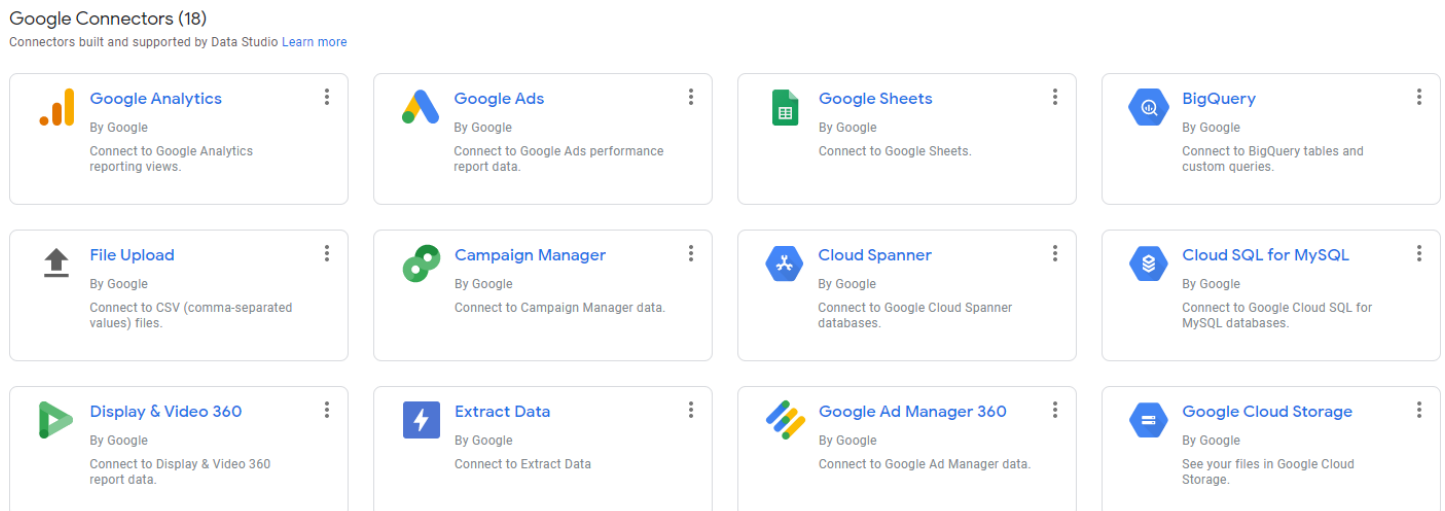 Google Connectors (18)
Connectors built and supported by Data Studio Learn more
Google Analytics
By Google
Connect to Google Analytics
reporting views.
Google Ads
By Google
Connect to Google Ads performance
report data.
Google Sheets
By Google
Connect to Google Sheets.
BigQuery
By Google
Connect to BigQuery tables and
custom queries.
File Upload
By Google
Connect to CSV (comma-separated
values) files.
Campaign Manager
By Google
Connect to Campaign Manager data.
Cloud Spanner
By Google
Connect to Google Cloud Spanner
databases.
Cloud SQL for MySQL
By Google
Connect to Google Cloud SQL for
MySQL databases.
Display & Video 360
By Google
Connect to Display & Video 360
report data.
Extract Data
By Google
Connect to Extract Data
Google Ad Manager 360
By Google
Connect to Google Ad Manager data.
Google Cloud Storage
By Google
See your files in Google Cloud
Storage.